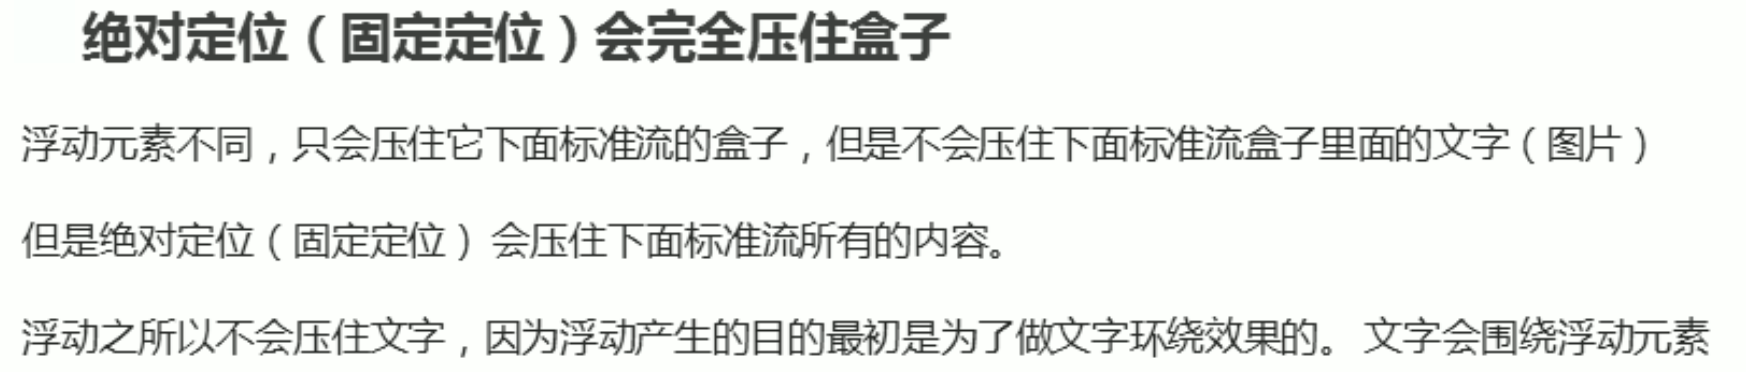 绝对定位（固定定位）会完全压住盒子
浮动元素不同，只会压住它下面标准流的盒子，但是不会压住下面标准流盒子里面的文字（图片）
但是绝对定位（固定定位） 会压住下面标准流所有的内容。
浮动之所以不会压住文字，因为浮动产生的目的最初是为了做文字环绕效果的。 文字会围绕浮动元素